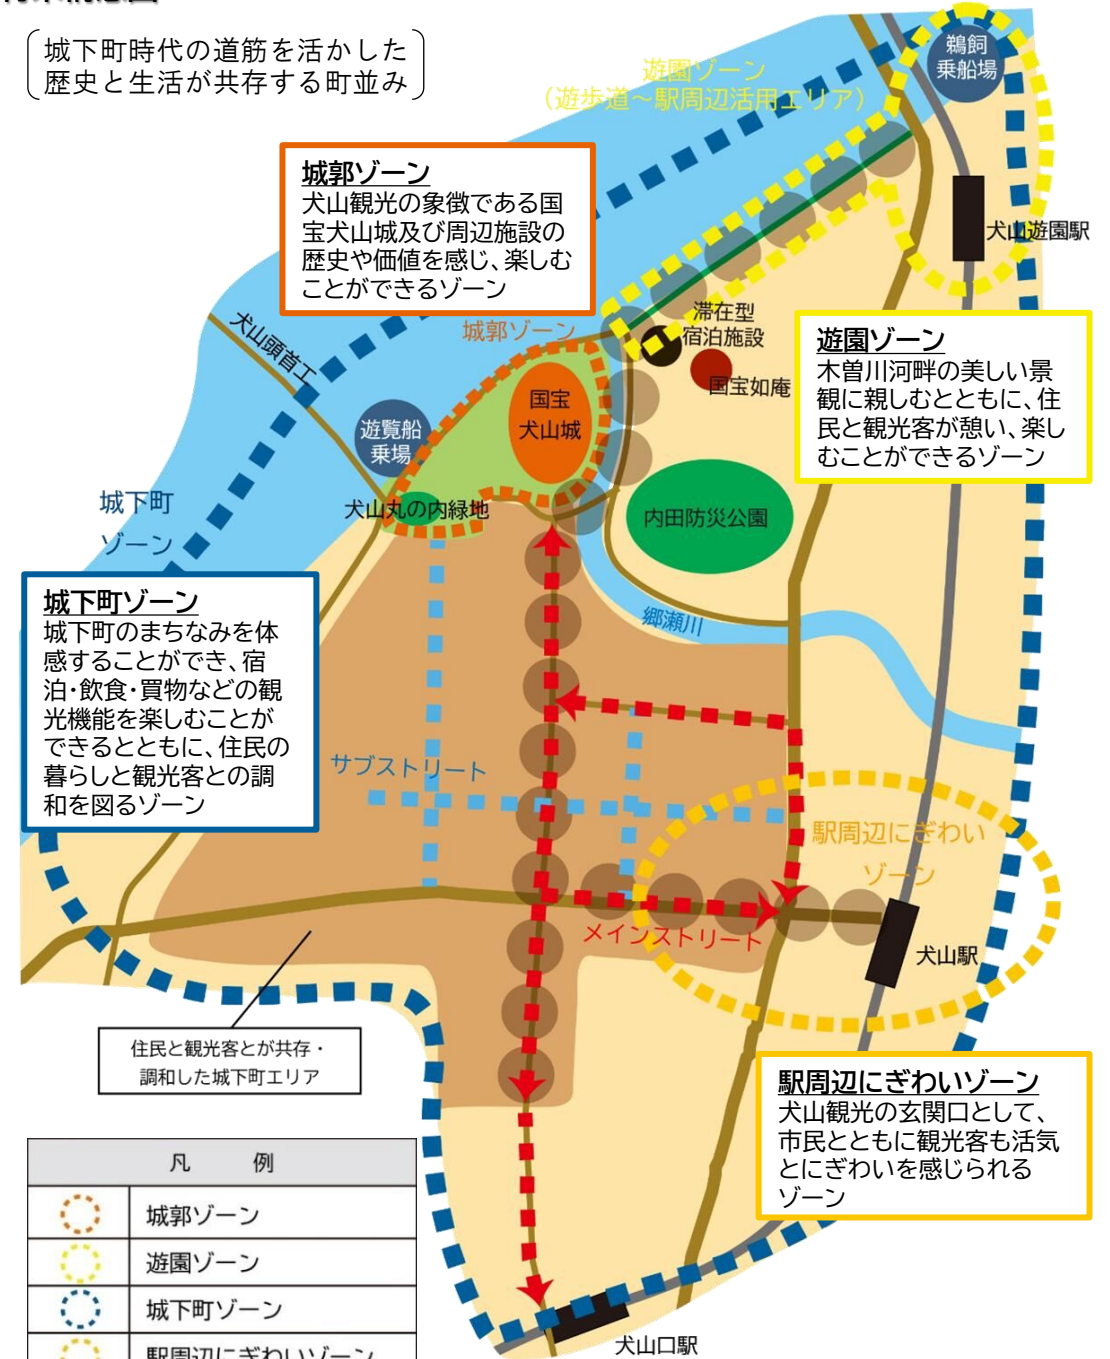 城下町時代の道筋を活かした
歴史と生活が共存する町並み
鵜飼
乗船場
遊園ゾーン
（遊歩道～駅周辺活用エリア）
城郭ゾーン
犬山観光の象徴である国
宝犬山城及び周辺施設の
歴史や価値を感じ、楽しむ
ことができるゾーン
犬山遊園駅
滞在型
宿泊施設
国宝如庵
城郭ゾーン
犬山頭首工
遊園ゾーン
木曽川河畔の美しい景
観に親しむとともに、住
民と観光客が憩い、楽し
むことができるゾーン
国宝
犬山城
遊覧船
乗場
犬山丸の内緑地
内田防災公園
城下町
ゾーン
郷瀬川
城下町ゾーン
城下町のまちなみを体
感することができ、宿
泊・飲食・買物などの観
光機能を楽しむことが
できるとともに、住民の
暮らしと観光客との調
和を図るゾーン
サブストリート
駅周辺にぎわい
ゾーン
メインストリート
犬山駅
住民と観光客とが共存・
調和した城下町エリア
駅周辺にぎわいゾーン
犬山観光の玄関口として、
市民とともに観光客も活気
とにぎわいを感じられる
ゾーン
凡 例
城郭ゾーン
遊園ゾーン
城下町ゾーン
駅周辺にぎわいゾーン
犬山口駅